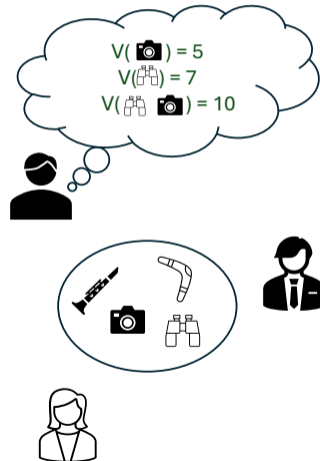 V( 📷 ) = 5
V( ) = 7
V( 📷 ) = 10